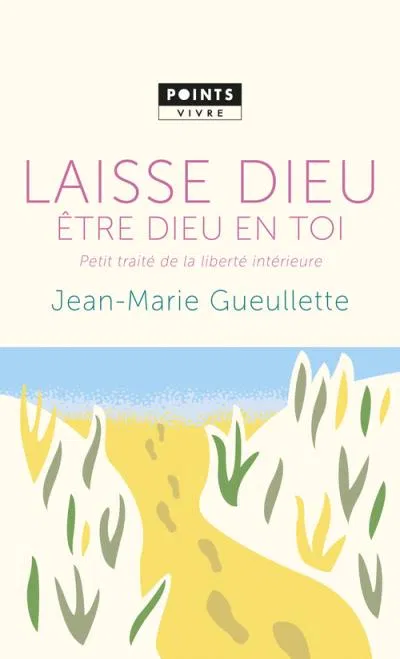 POINTS
VIVRE
LAISSE DIEU
ÊTRE DIEU EN TOI
Petit traité de la liberté intérieure
Jean-Marie Gueullette